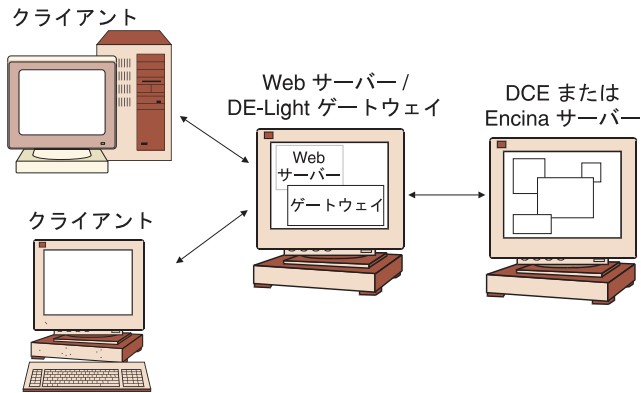 クライアント
Web サーバー /
DE-Light ゲートウェイ
DCE または
Encina サーバー
Web
サーバー
ゲートウェイ
クライアント